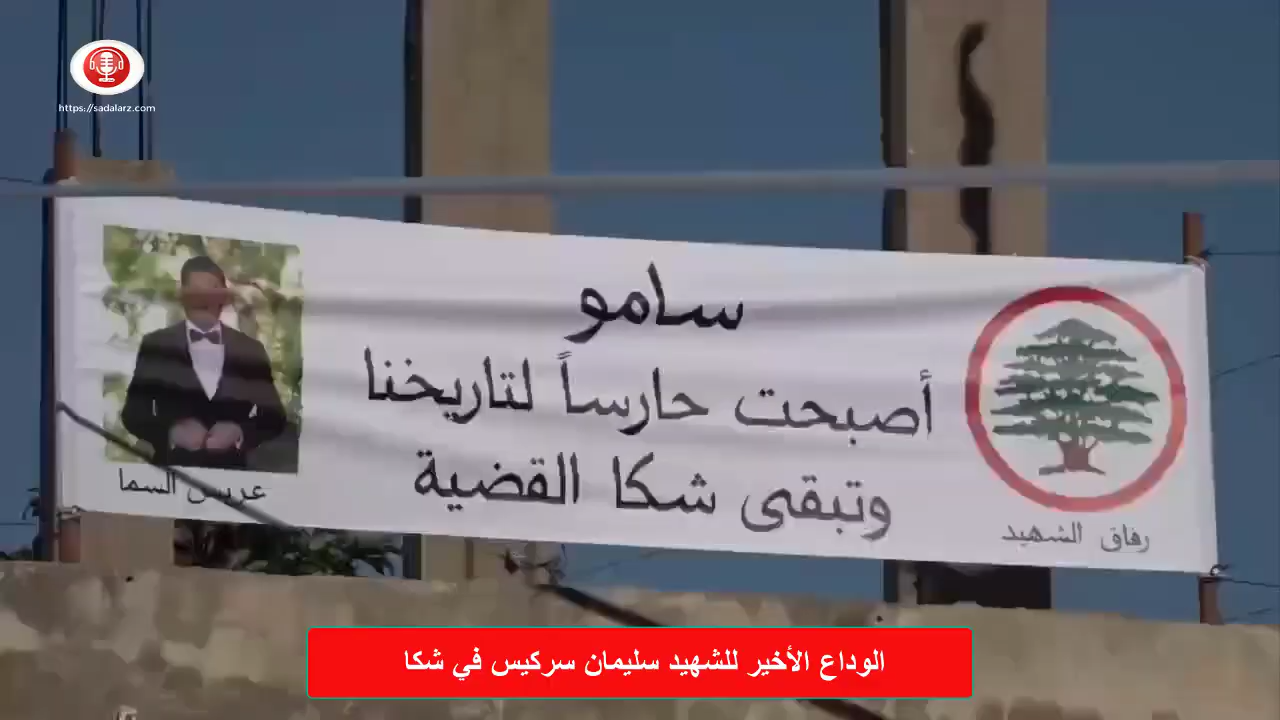 https://sadalarz.com
سامو
أصبحت حارساً لتاريخنا
وتبقى شكا القضية
عريس السما
رفاق الشهيد
الوداع الأخير للشهيد سليمان سركيس في شكا